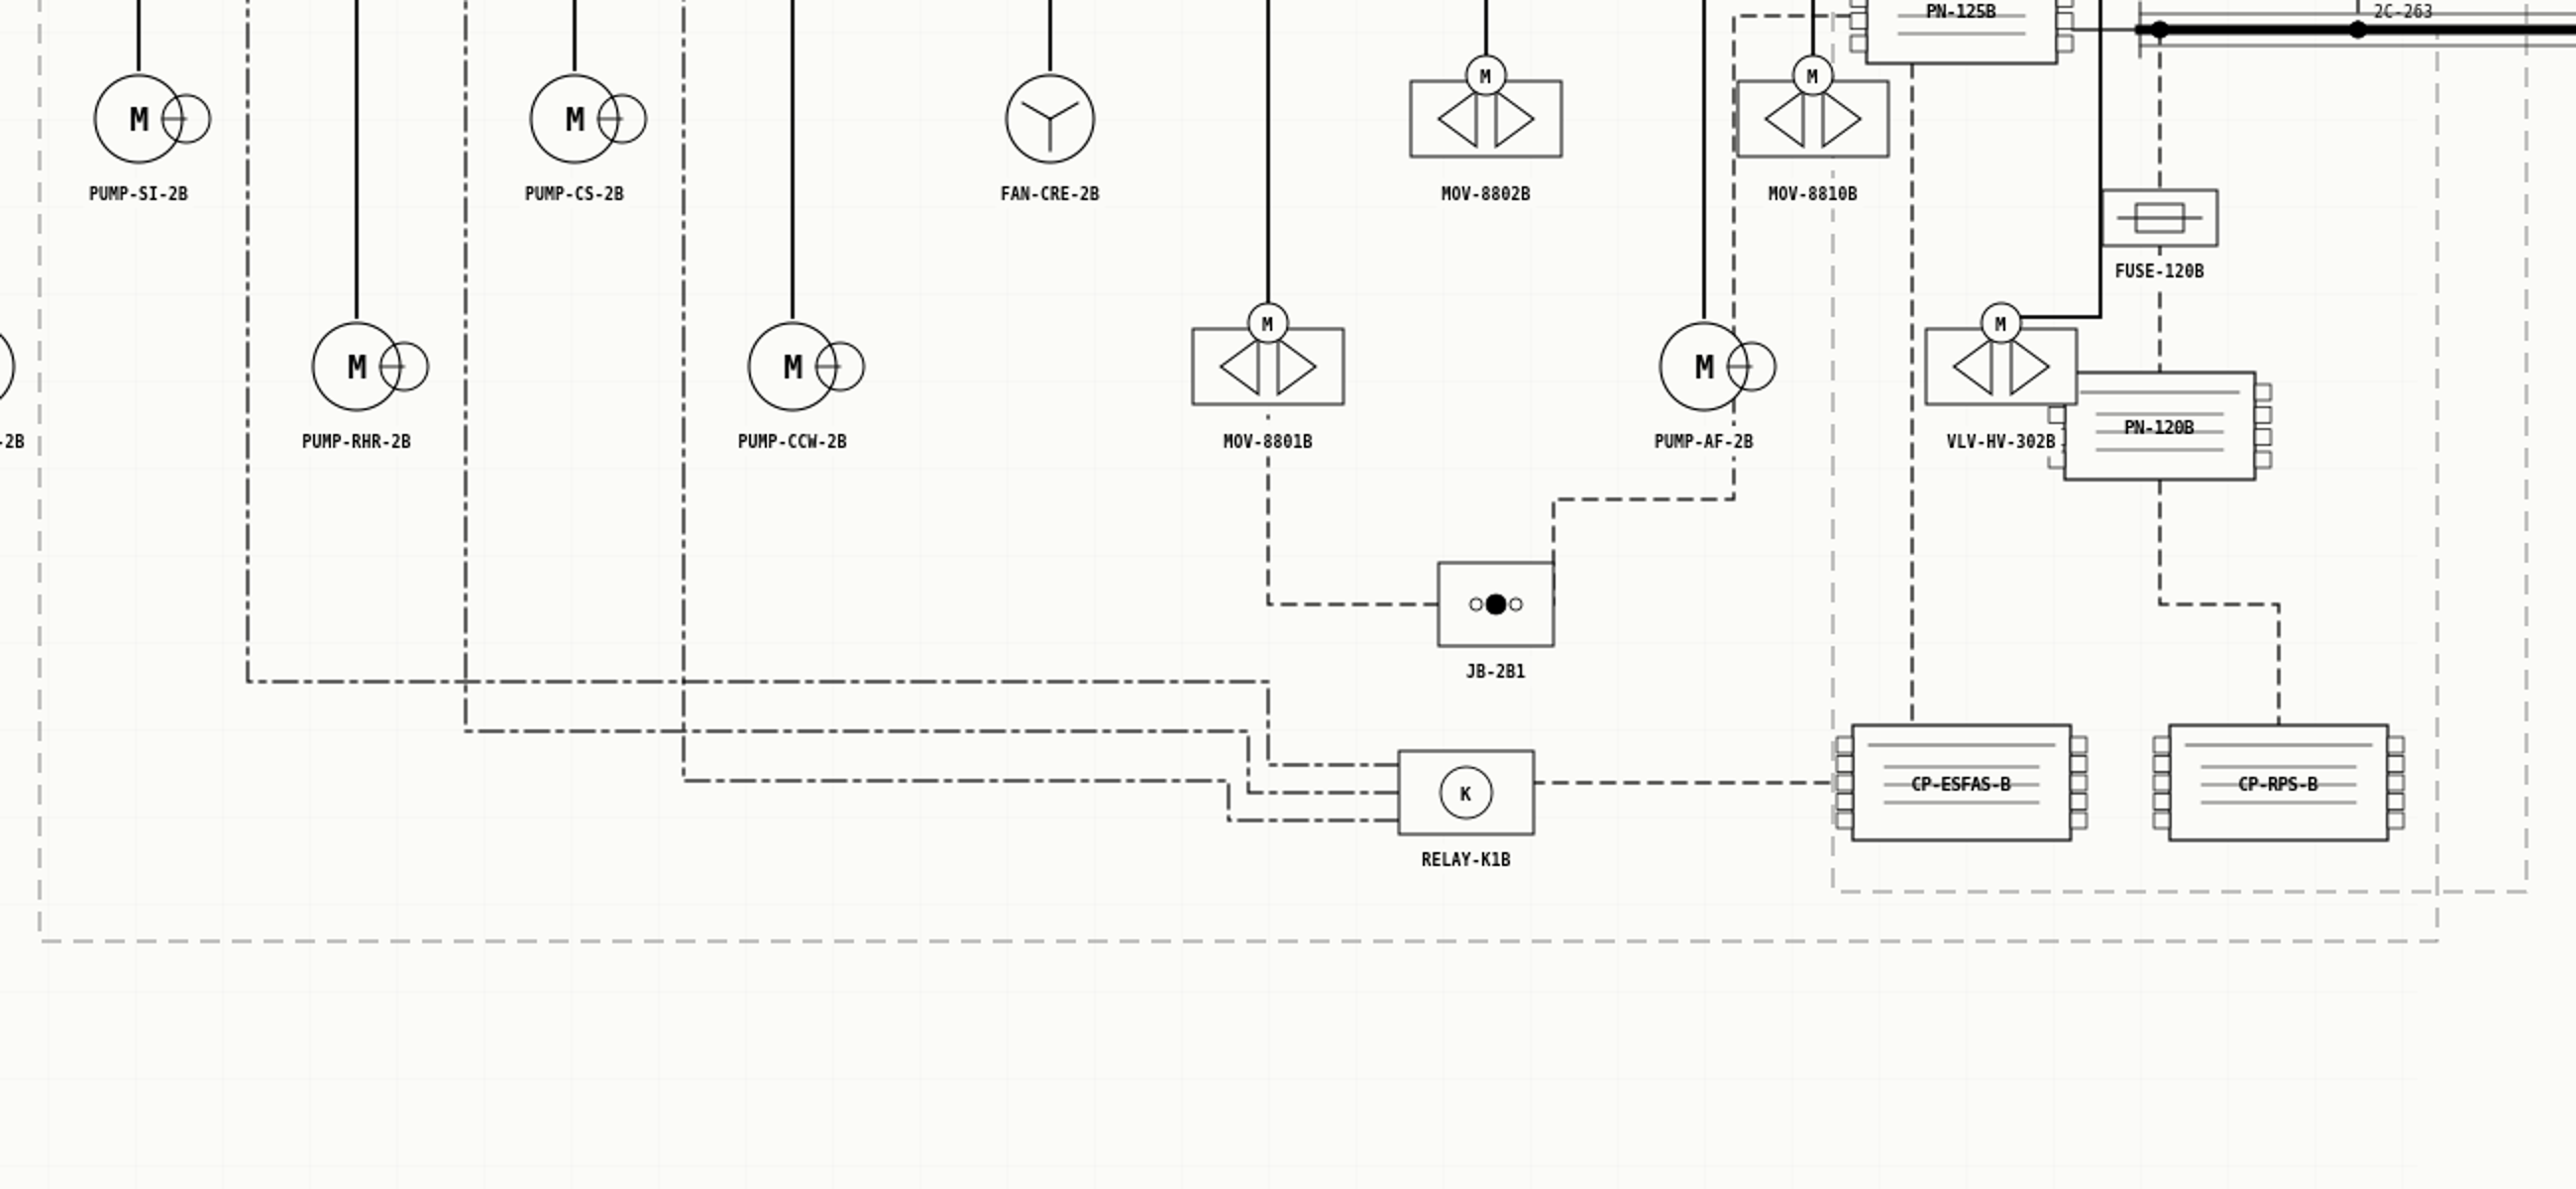 PN-125B
2C-263
M
M
M
M
PUMP-SI-2B
PUMP-CS-2B
FAN-CRE-2B
MOV-8802B
MOV-8810B
FUSE-120B
M
M
M
M
M
-2B
PUMP-RHR-2B
PUMP-CCW-2B
MOV-8801B
PUMP-AF-2B
VLV-HV-302B
PN-120B
JB-2B1
K
CP-ESFAS-B
CP-RPS-B
RELAY-K1B